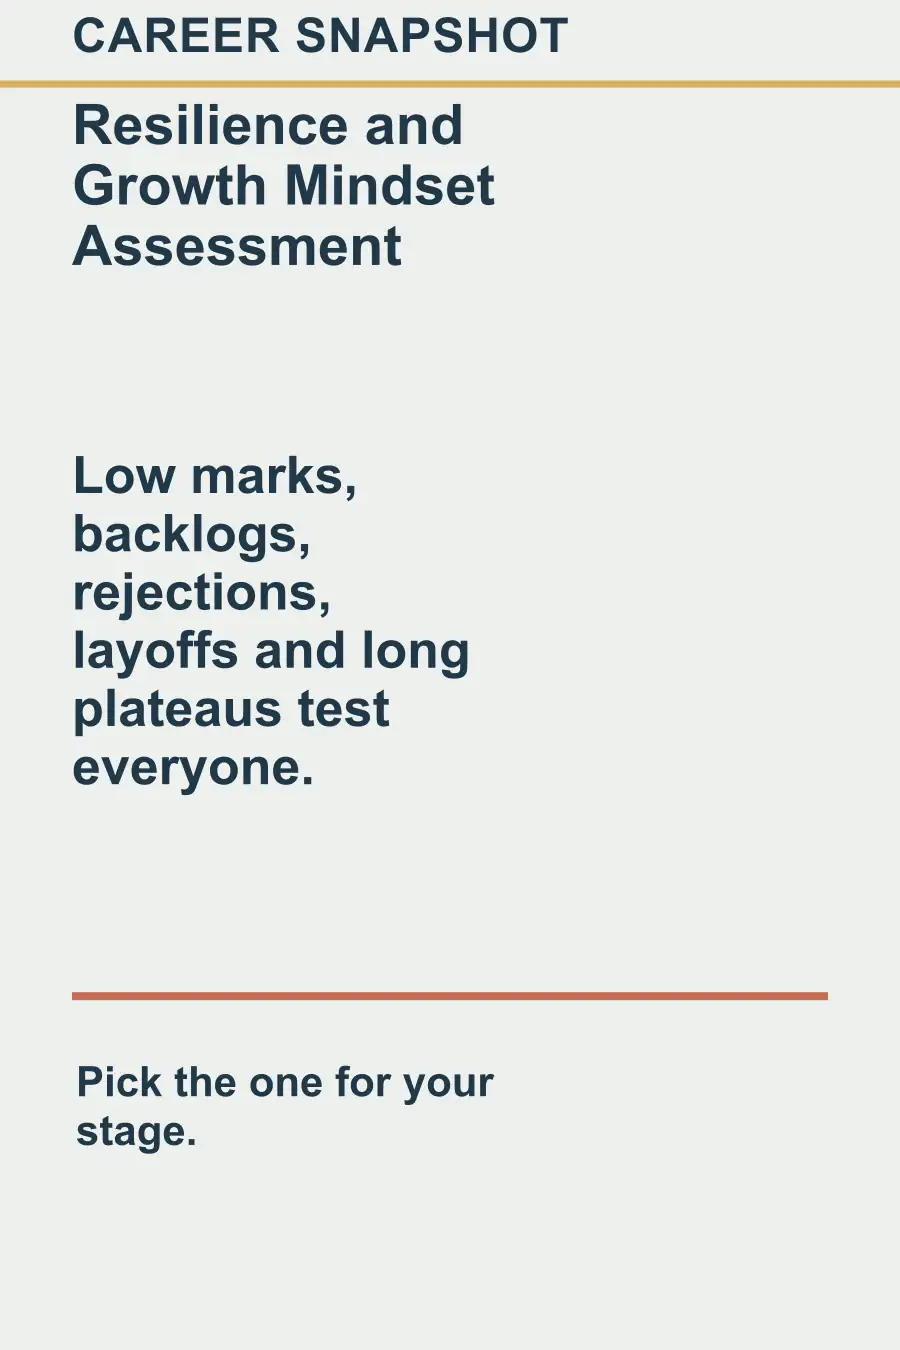 CAREER SNAPSHOT
Resilience and
Growth Mindset
Assessment
Low marks,
backlogs,
rejections,
layoffs and long
plateaus test
everyone.
Pick the one for your
stage.